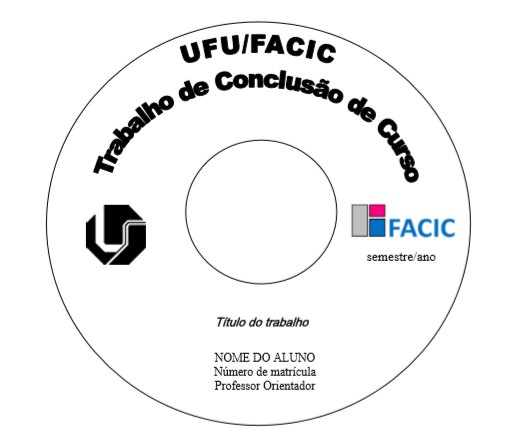 UFU/FACIC
Trabalho de Conclusão de Curso
FACIC
semestre/ano
Título do trabalho
NOME DO ALUNO
Número de matrícula
Professor Orientador